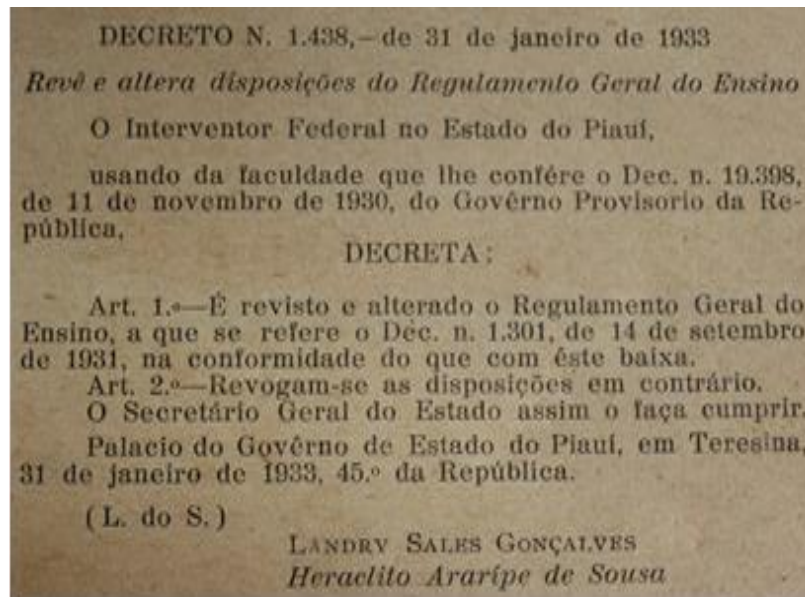 DECRETO N. 1.438,– de 31 de janeiro de 1933
Revê e altera disposições do Regulamento Geral do Ensino
O Interventor Federal no Estado do Piauí,
usando da faculdade que lhe confére o Dec. n. 19.398,
de 11 de novembro de 1930, do Govêrno Provisorio da Re-
pública,
DECRETA:
Art. 1.º—É revisto e alterado o Regulamento Geral do
Ensino, a que se refere o Déc. n. 1.301, de 14 de setembro
de 1931, na conformidade do que com êste baixa.
Art. 2.º—Revogam-se as disposições em contrário.
O Secretário Geral do Estado assim o faça cumprir.
Palacio do Govêrno de Estado do Piauí, em Teresina,
31 de janeiro de 1933, 45.º da República.
(L. do S.)
LANDRY SALES GONÇALVES
Heraclito Ararípe de Sousa